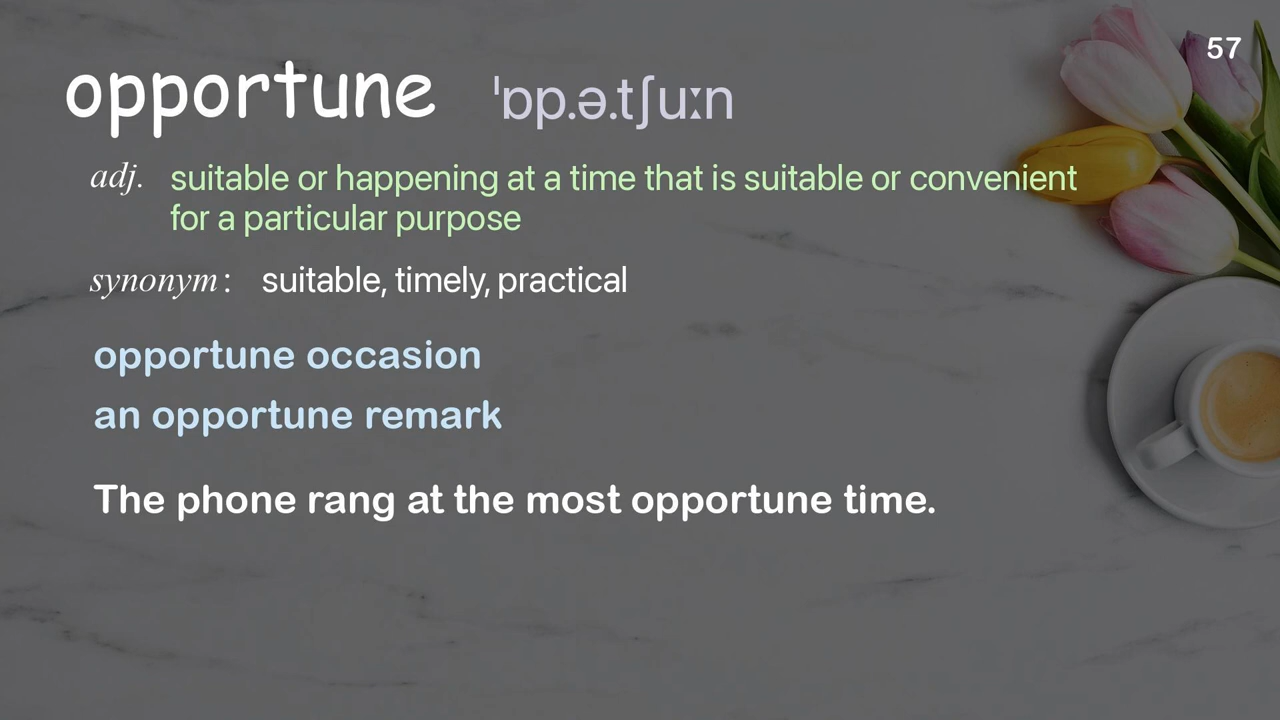 57
opportune ˈɒp.ə.tʃuːn
adj. suitable or happening at a time that is suitable or convenient
for a particular purpose
synonym: suitable, timely, practical
opportune occasion
an opportune remark
The phone rang at the most opportune time.